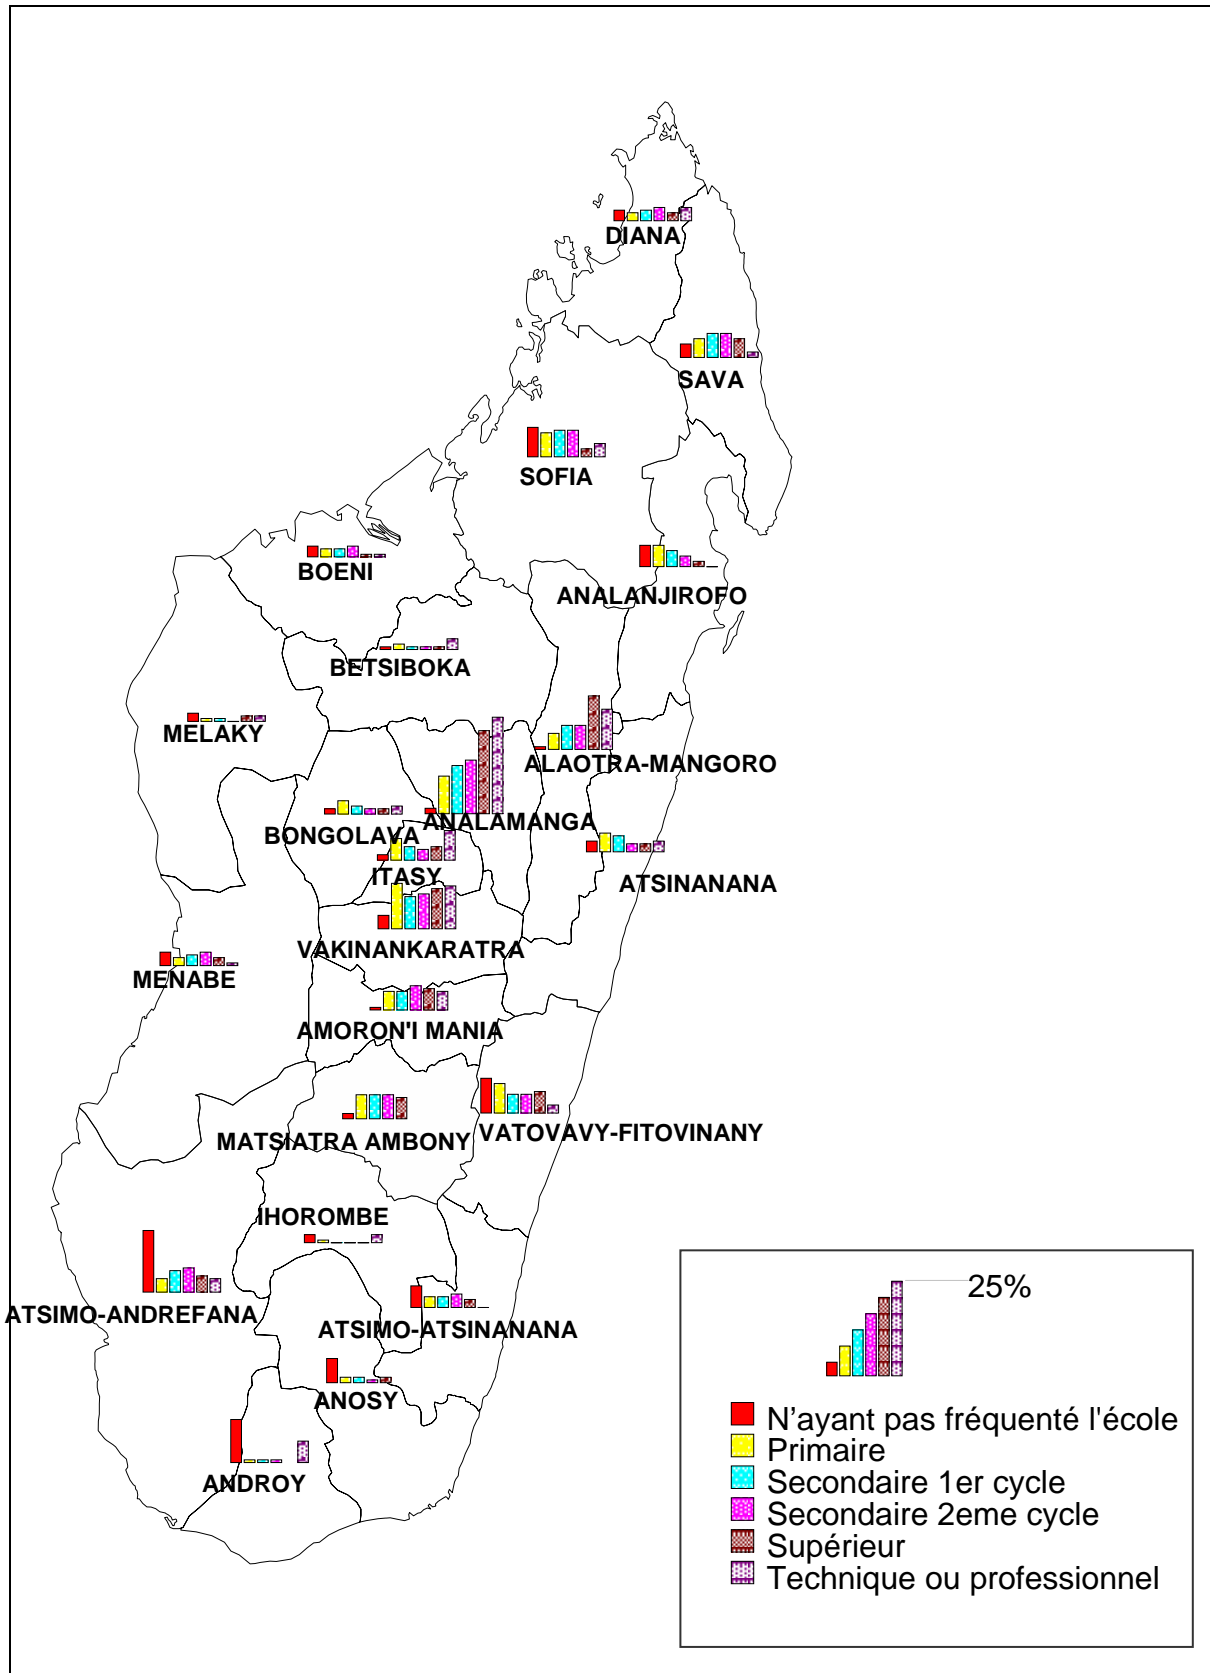 DIANA
SAVA
SOFIA
BOENI
ANALANJIROFO
BETSIBOKA
MELAKY
ALAOTRA-MANGORO
ANALAMANGA
BONGOLAVA
ITASY
ATSINANANA
VAKINANKARATRA
MENABE
AMORON'I MANIA
MATSIATRA AMBONY
VATOVAVY-FITOVINANY
IHOROMBE
ATSIMO-ANDREFANA
ATSIMO-ATSINANANA
ANOSY
ANDROY
25%
N’ayant pas fréquenté l'école
Primaire
Secondaire 1er cycle
Secondaire 2eme cycle
Supérieur
Technique ou professionnel